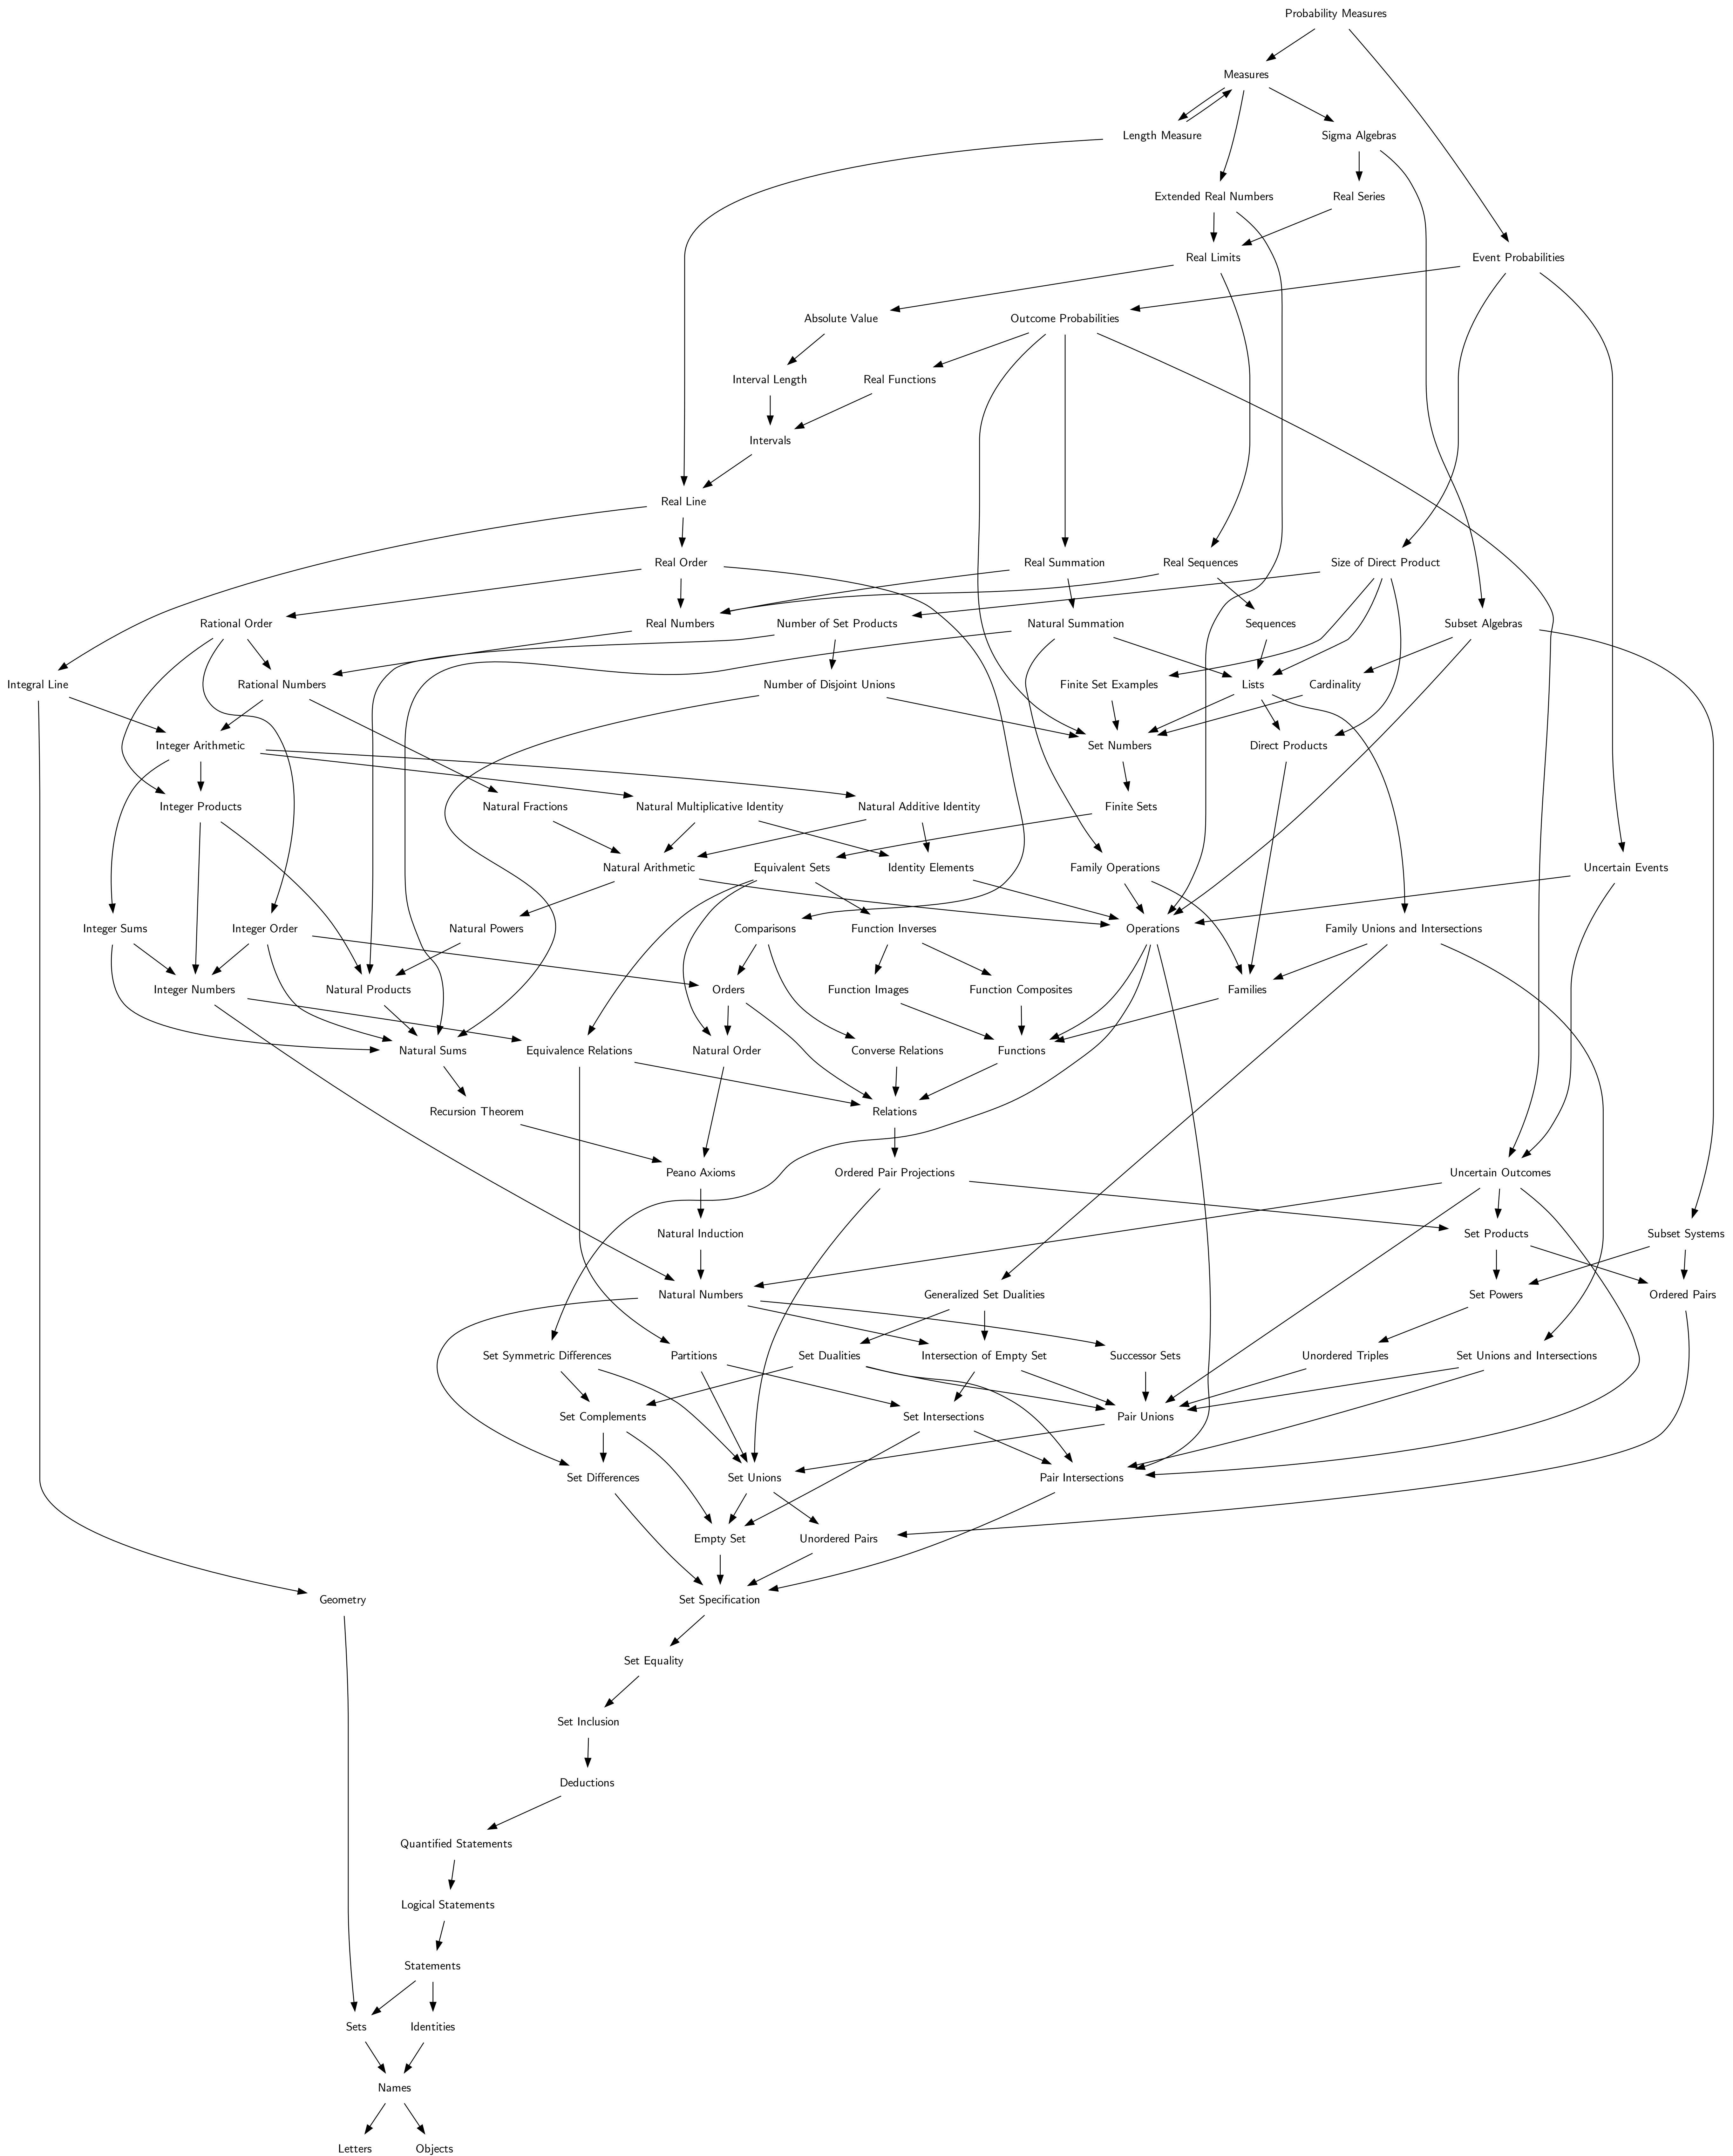 Probability Measures
Measures
Length Measure
Sigma Algebras
Extended Real Numbers
Real Series
Real Limits
Event Probabilities
Absolute Value
Outcome Probabilities
Interval Length
Real Functions
Intervals
Real Line
Real Order
Real Summation
Real Sequences
Size of Direct Product
Rational Order
Real Numbers
Number of Set Products
Natural Summation
Sequences
Subset Algebras
Integral Line
Rational Numbers
Number of Disjoint Unions
Finite Set Examples
Lists
Cardinality
Integer Arithmetic
Set Numbers
Direct Products
Integer Products
Natural Fractions
Natural Multiplicative Identity
Natural Additive Identity
Finite Sets
Natural Arithmetic
Equivalent Sets
Identity Elements
Family Operations
Uncertain Events
Integer Sums
Integer Order
Natural Powers
Comparisons
Function Inverses
Operations
Family Unions and Intersections
Integer Numbers
Natural Products
Orders
Function Images
Function Composites
Families
Natural Sums
Equivalence Relations
Natural Order
Converse Relations
Functions
Recursion Theorem
Relations
Peano Axioms
Ordered Pair Projections
Uncertain Outcomes
Natural Induction
Set Products
Subset Systems
Natural Numbers
Generalized Set Dualities
Set Powers
Ordered Pairs
Set Symmetric Differences
Partitions
Set Dualities
Intersection of Empty Set
Successor Sets
Unordered Triples
Set Unions and Intersections
Set Complements
Set Intersections
Pair Unions
Set Differences
Set Unions
Pair Intersections
Empty Set
Unordered Pairs
Geometry
Set Specification
Set Equality
Set Inclusion
Deductions
Quantified Statements
Logical Statements
Statements
Sets
Identities
Names
Letters
Objects